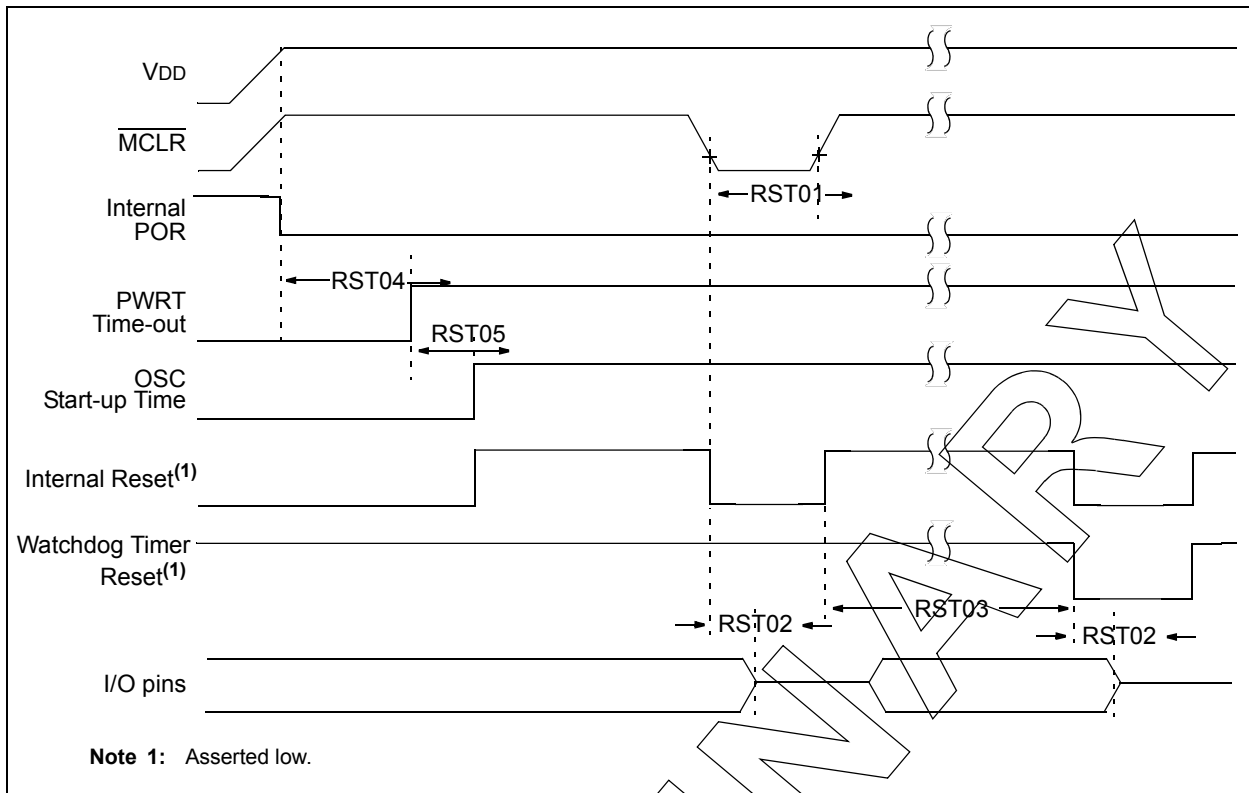 VDD
MCLR
RST01
Internal
POR
RST04
PWRT
Time-out
RST05
OSC
Start-up Time
Internal Reset(1)
Watchdog Timer
Reset(1)
RST03
RST02
RST02
I/O pins
Note 1: Asserted low.
N A R Y